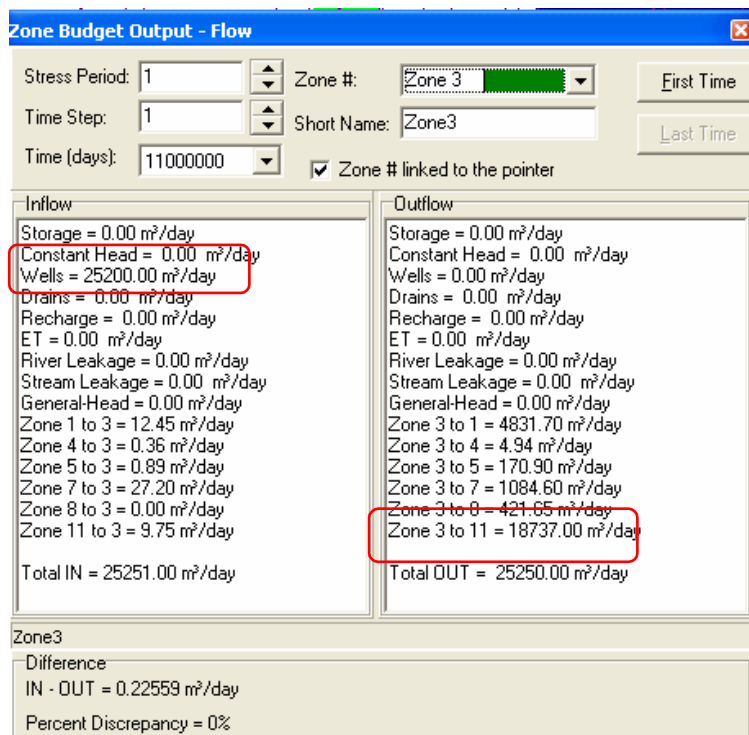 Zone Budget Output - Flow
Stress Period: 1 Zone #: Zone 3 First Time
Time Step: 1 Short Name: Zone3 Last Time
Time (days): 11000000 Zone # linked to the pointer
Inflow
Storage = 0.00 m³/day
Constant Head = 0.00 m³/day
Wells = 25200.00 m³/day
Drains = 0.00 m³/day
Recharge = 0.00 m³/day
ET = 0.00 m³/day
River Leakage = 0.00 m³/day
Stream Leakage = 0.00 m³/day
General-Head = 0.00 m³/day
Zone 1 to 3 = 12.45 m³/day
Zone 4 to 3 = 0.36 m³/day
Zone 5 to 3 = 0.89 m³/day
Zone 7 to 3 = 27.20 m³/day
Zone 8 to 3 = 0.00 m³/day
Zone 11 to 3 = 9.75 m³/day
Total IN = 25251.00 m³/day
Outflow
Storage = 0.00 m³/day
Constant Head = 0.00 m³/day
Wells = 0.00 m³/day
Drains = 0.00 m³/day
Recharge = 0.00 m³/day
ET = 0.00 m³/day
River Leakage = 0.00 m³/day
Stream Leakage = 0.00 m³/day
General-Head = 0.00 m³/day
Zone 3 to 1 = 4831.70 m³/day
Zone 3 to 4 = 4.94 m³/day
Zone 3 to 5 = 170.90 m³/day
Zone 3 to 7 = 1084.60 m³/day
Zone 3 to 8 = 421.65 m³/day
Zone 3 to 11 = 18737.00 m³/day
Total OUT = 25250.00 m³/day
Zone3
Difference
IN - OUT = 0.22559 m³/day
Percent Discrepancy = 0%